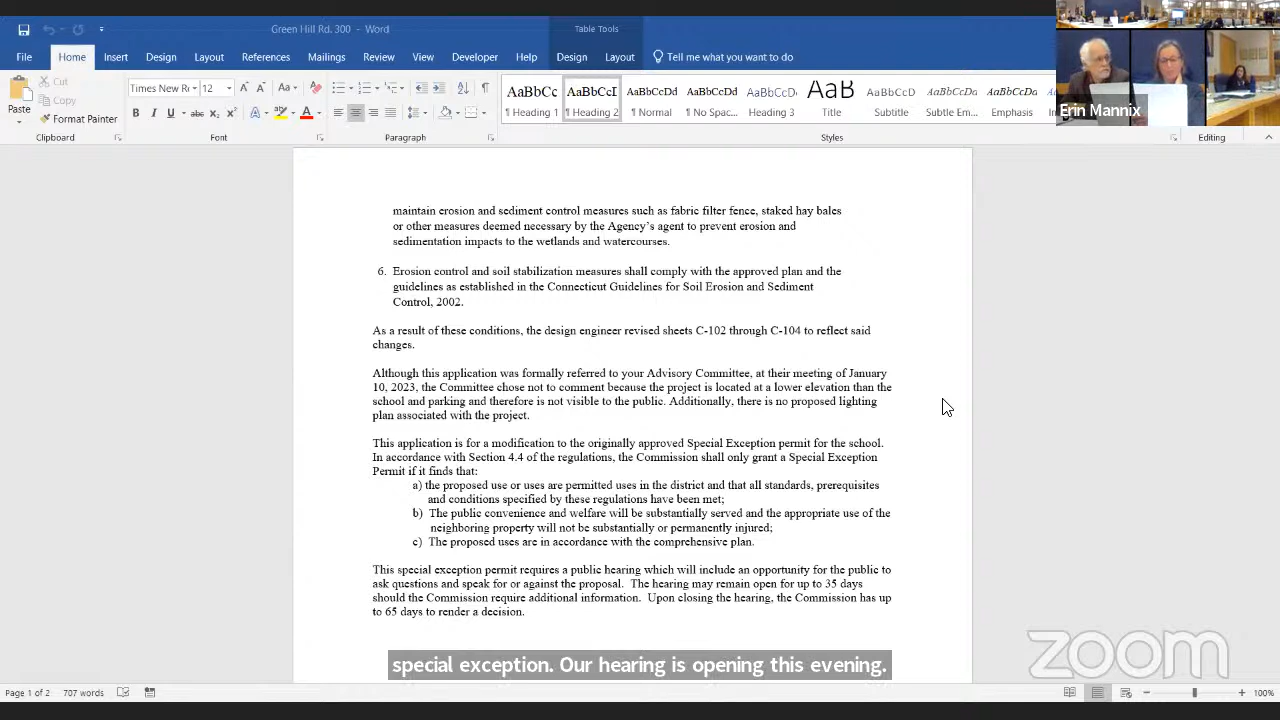 Green Hill Rd. 300 - Word
Table Tools
File Home Insert Design Layout References Mailings Review View Developer Help Design Layout Tell me what you want to do
Paste
Cut
Copy
Format Painter
Clipboard
Times New Ro 12
Font
Paragraph
AaBbCc AaBbCcI AaBbCcDd AaBbCcDd AaBbCcD AaB AaBbCcD AaBbCcDd AaBbCcDd
¶ Heading 1 ¶ Heading 2 ¶ Normal ¶ No Spac... Heading 3 Title Subtitle Subtle Em... Emphasis
Styles
Editing
Erin Mannix
maintain erosion and sediment control measures such as fabric filter fence, staked hay bales
or other measures deemed necessary by the Agency's agent to prevent erosion and
sedimentation impacts to the wetlands and watercourses.
6. Erosion control and soil stabilization measures shall comply with the approved plan and the
guidelines as established in the Connecticut Guidelines for Soil Erosion and Sediment
Control, 2002.
As a result of these conditions, the design engineer revised sheets C-102 through C-104 to reflect said
changes.
Although this application was formally referred to your Advisory Committee, at their meeting of January
10, 2023, the Committee chose not to comment because the project is located at a lower elevation than the
school and parking and therefore is not visible to the public. Additionally, there is no proposed lighting
plan associated with the project.
This application is for a modification to the originally approved Special Exception permit for the school.
In accordance with Section 4.4 of the regulations, the Commission shall only grant a Special Exception
Permit if it finds that:
a) the proposed use or uses are permitted uses in the district and that all standards, prerequisites
and conditions specified by these regulations have been met;
b) The public convenience and welfare will be substantially served and the appropriate use of the
neighboring property will not be substantially or permanently injured;
c) The proposed uses are in accordance with the comprehensive plan.
This special exception permit requires a public hearing which will include an opportunity for the public to
ask questions and speak for or against the proposal. The hearing may remain open for up to 35 days
should the Commission require additional information. Upon closing the hearing, the Commission has up
to 65 days to render a decision.
special exception. Our hearing is opening this evening.
zoom
Page 1 of 2 707 words
100%